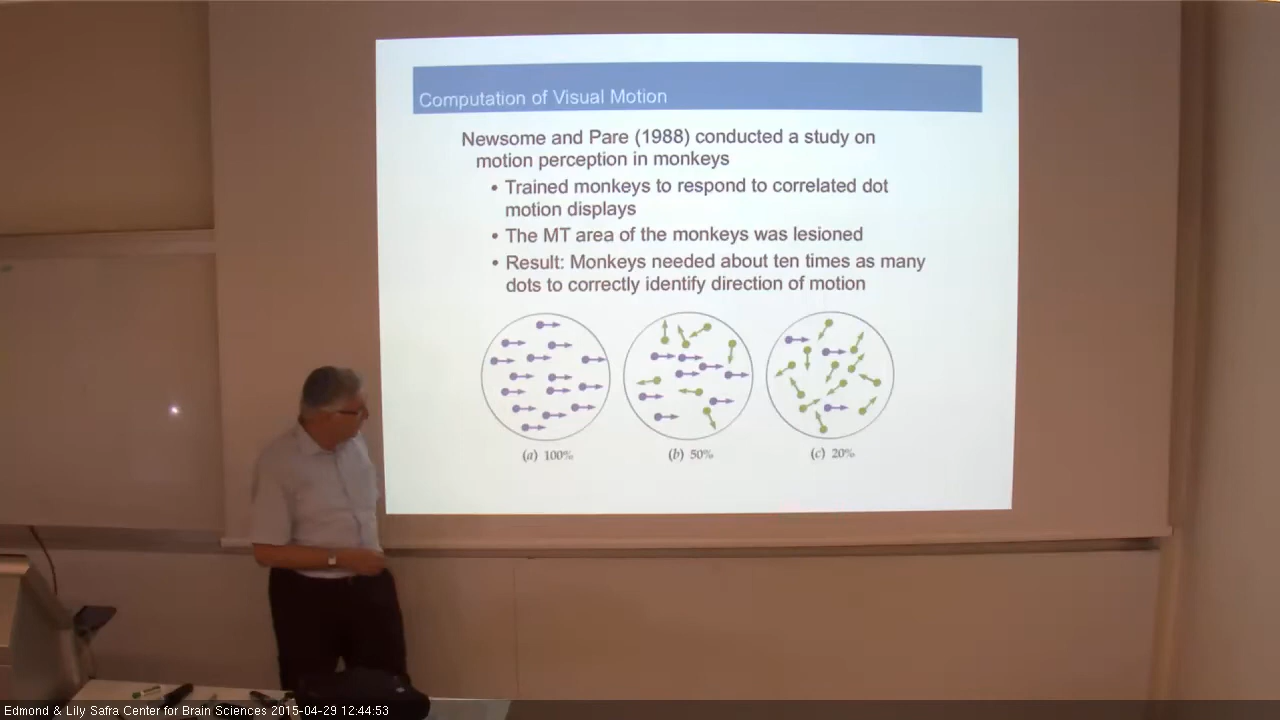 Computation of Visual Motion
Newsome and Pare (1988) conducted a study on
motion perception in monkeys
• Trained monkeys to respond to correlated dot
motion displays
• The MT area of the monkeys was lesioned
• Result: Monkeys needed about ten times as many
dots to correctly identify direction of motion
(a) 100%
(b) 50%
(c) 20%
Edmond & Lily Safra Center for Brain Sciences 2015-04-29 12:44:53